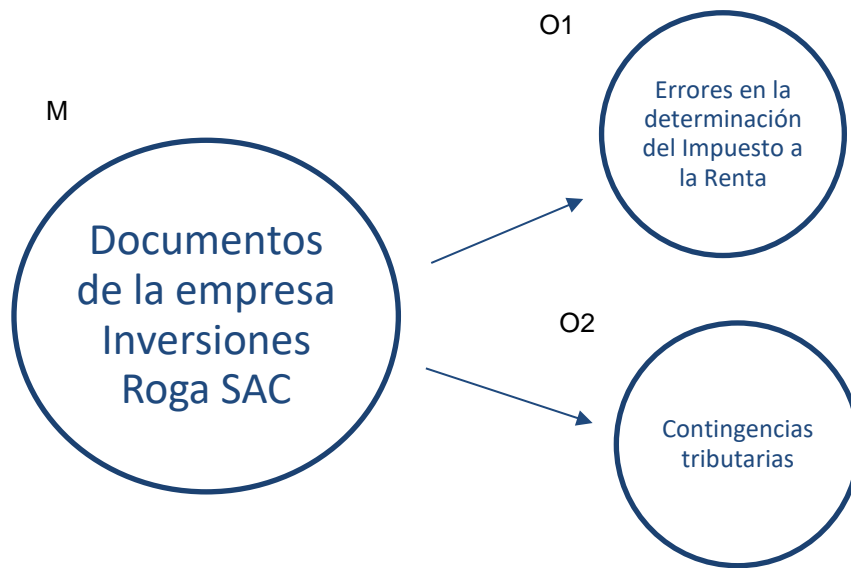 O1
Errores en la
determinación
del Impuesto a
la Renta
M
Documentos
de la empresa
Inversiones
Roga SAC
O2
Contingencias
tributarias